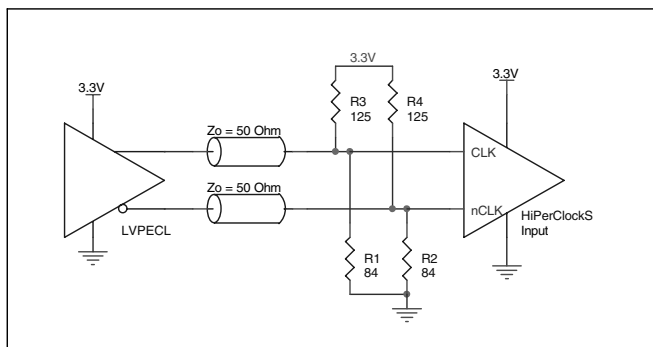 3.3V
3.3V
3.3V
R3
125
R4
125
Zo = 50 Ohm
CLK
Zo = 50 Ohm
nCLK
HiPerClockS
Input
LVPECL
R1
84
R2
84